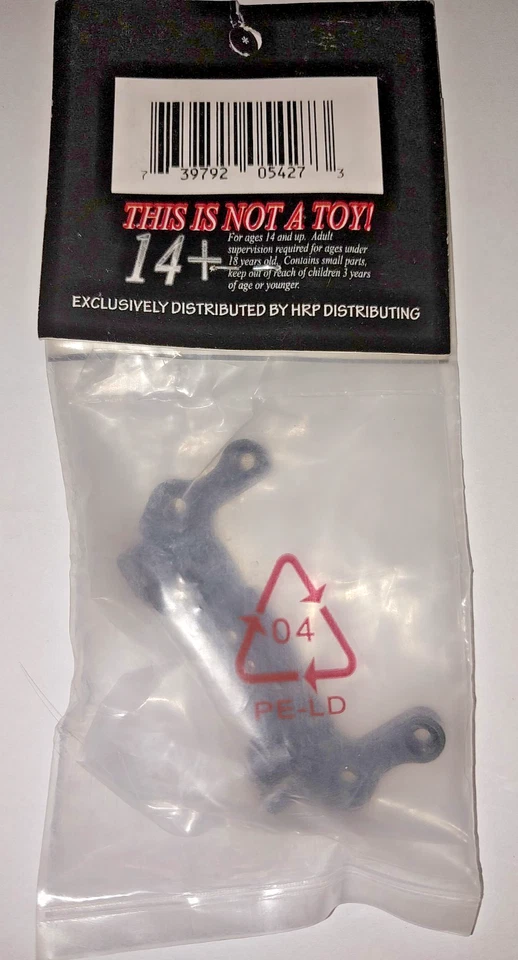 7 39792 05427 3
THIS IS NOT A TOY!
14+
For ages 14 and up. Adult
supervision required for ages under
18 years old. Contains small parts,
keep out of reach of children 3 years
of age or younger.
EXCLUSIVELY DISTRIBUTED BY HRP DISTRIBUTING
04
PE-LD